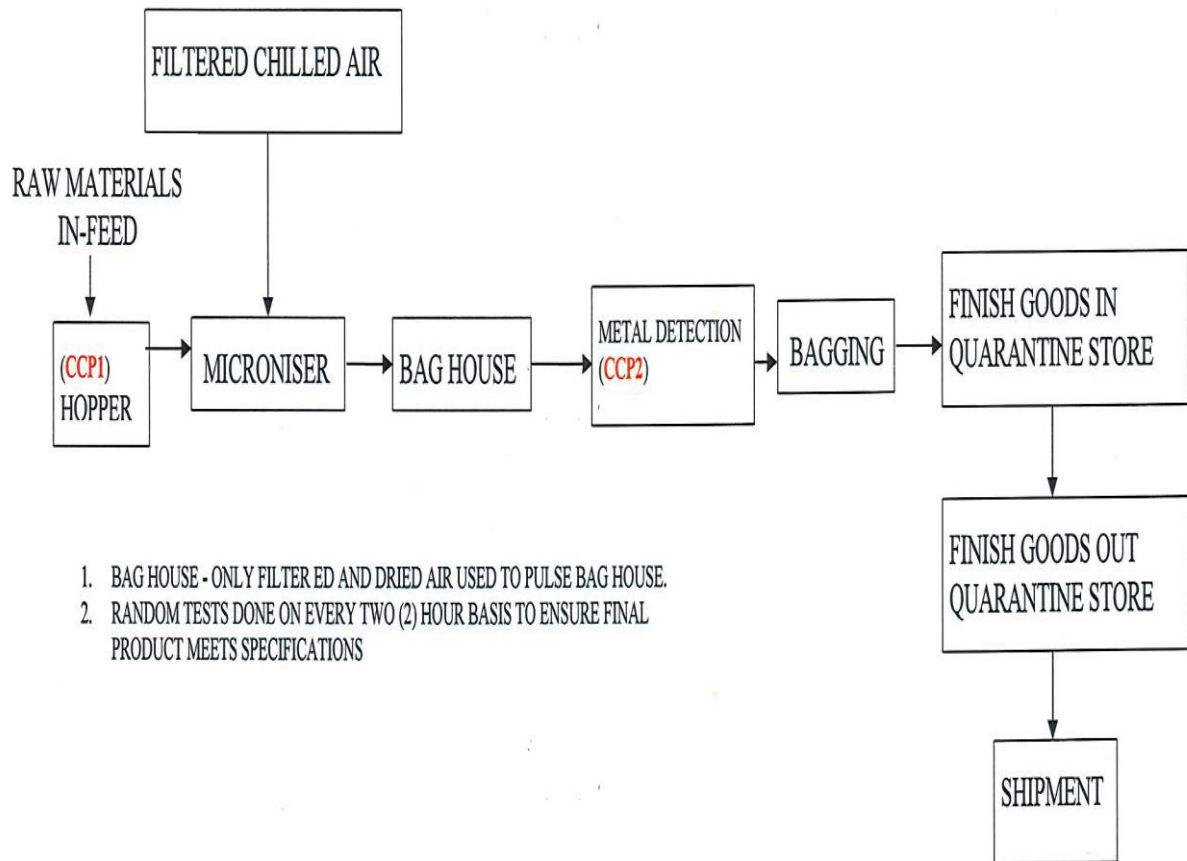 FILTERED CHILLED AIR
RAW MATERIALS
IN-FEED
(CCP1)
HOPPER
MICRONISER
BAG HOUSE
METAL DETECTION
(CCP2)
BAGGING
FINISH GOODS IN
QUARANTINE STORE
FINISH GOODS OUT
QUARANTINE STORE
SHIPMENT
1. BAG HOUSE - ONLY FILTER ED AND DRIED AIR USED TO PULSE BAG HOUSE.
2. RANDOM TESTS DONE ON EVERY TWO (2) HOUR BASIS TO ENSURE FINAL
PRODUCT MEETS SPECIFICATIONS